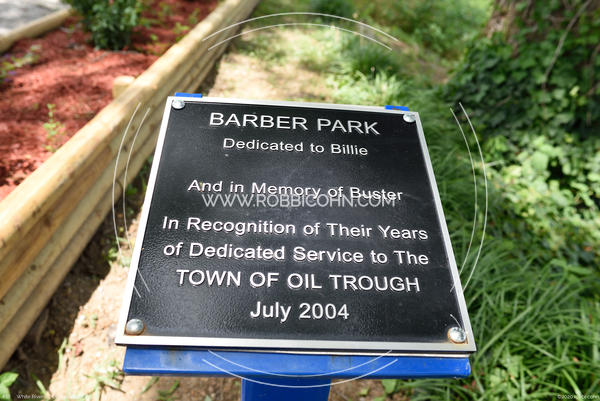 BARBER PARK
Dedicated to Billie
And in Memory of Buster
WWW.ROBBICOHN.COM
In Recognition of Their Years
of Dedicated Service to The
TOWN OF OIL TROUGH
July 2004